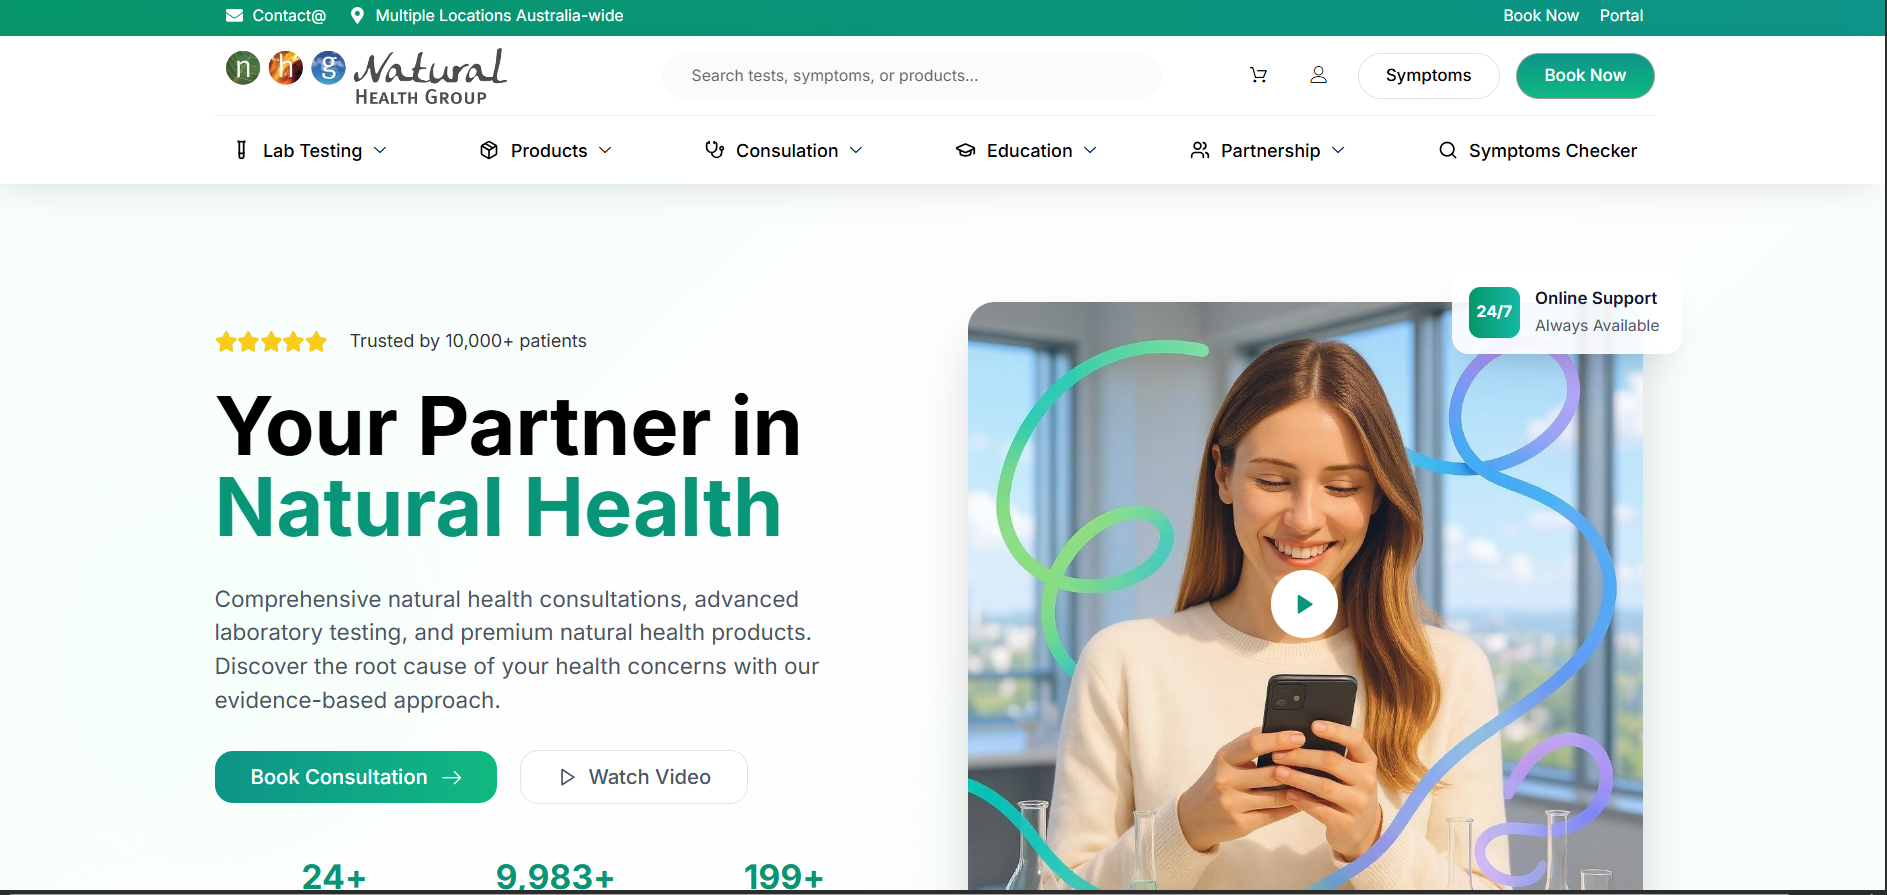 Contact@
Multiple Locations Australia-wide
Book Now
Portal
n h g Natural
HEALTH GROUP
Search tests, symptoms, or products...
Symptoms
Book Now
Lab Testing
Products
Consulation
Education
Partnership
Symptoms Checker
Trusted by 10,000+ patients
Your Partner in
Natural Health
Comprehensive natural health consultations, advanced
laboratory testing, and premium natural health products.
Discover the root cause of your health concerns with our
evidence-based approach.
Book Consultation
Watch Video
24+
9,983+
199+
24/7
Online Support
Always Available